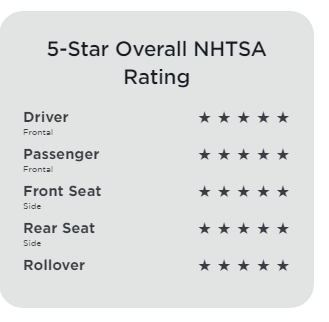 5-Star Overall NHTSA
Rating
Driver ★ ★ ★ ★ ★
Frontal
Passenger ★ ★ ★ ★ ★
Frontal
Front Seat ★ ★ ★ ★ ★
Side
Rear Seat ★ ★ ★ ★ ★
Side
Rollover ★ ★ ★ ★ ★